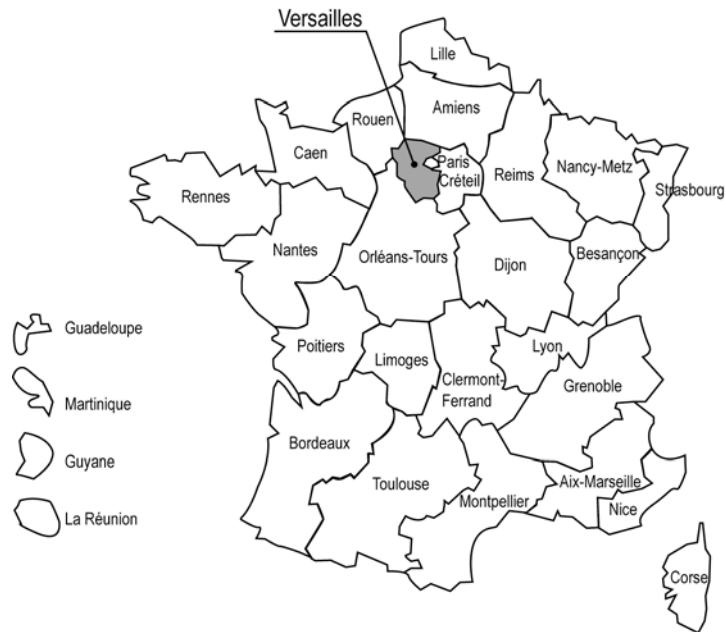 Versailles
Lille
Amiens
Rouen
Caen
Paris
Créteil
Reims
Nancy-Metz
Strasbourg
Rennes
Nantes
Orléans-Tours
Dijon
Besançon
Guadeloupe
Poitiers
Limoges
Lyon
Clermont-
Ferrand
Grenoble
Martinique
Bordeaux
Guyane
Toulouse
Montpellier
Aix-Marseille
Nice
La Réunion
Corse